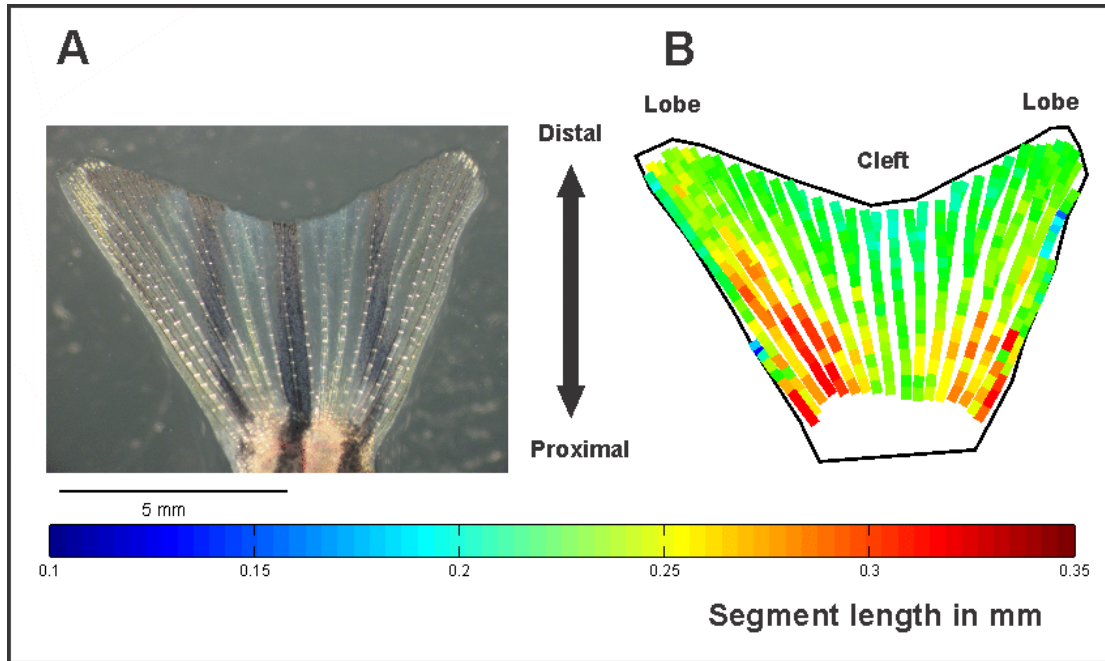 A
B
Lobe
Lobe
Distal
Cleft
Proximal
5 mm
0.1 0.15 0.2 0.25 0.3 0.35
Segment length in mm